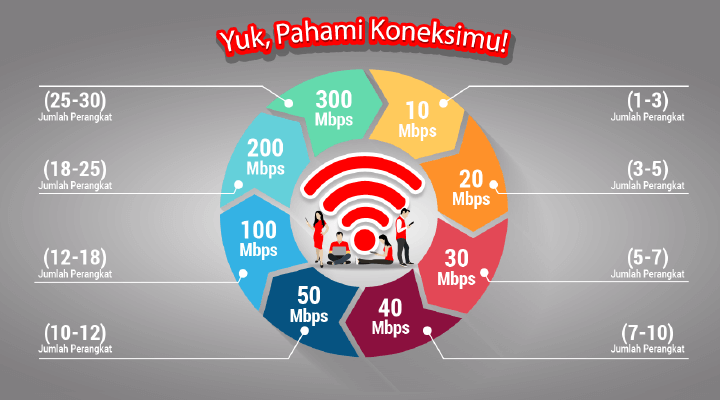 Yuk, Pahami Koneksimu!
10
Mbps
(1-3)
Jumlah Perangkat
20
Mbps
(3-5)
Jumlah Perangkat
30
Mbps
(5-7)
Jumlah Perangkat
40
Mbps
(7-10)
Jumlah Perangkat
50
Mbps
(10-12)
Jumlah Perangkat
100
Mbps
(12-18)
Jumlah Perangkat
200
Mbps
(18-25)
Jumlah Perangkat
300
Mbps
(25-30)
Jumlah Perangkat